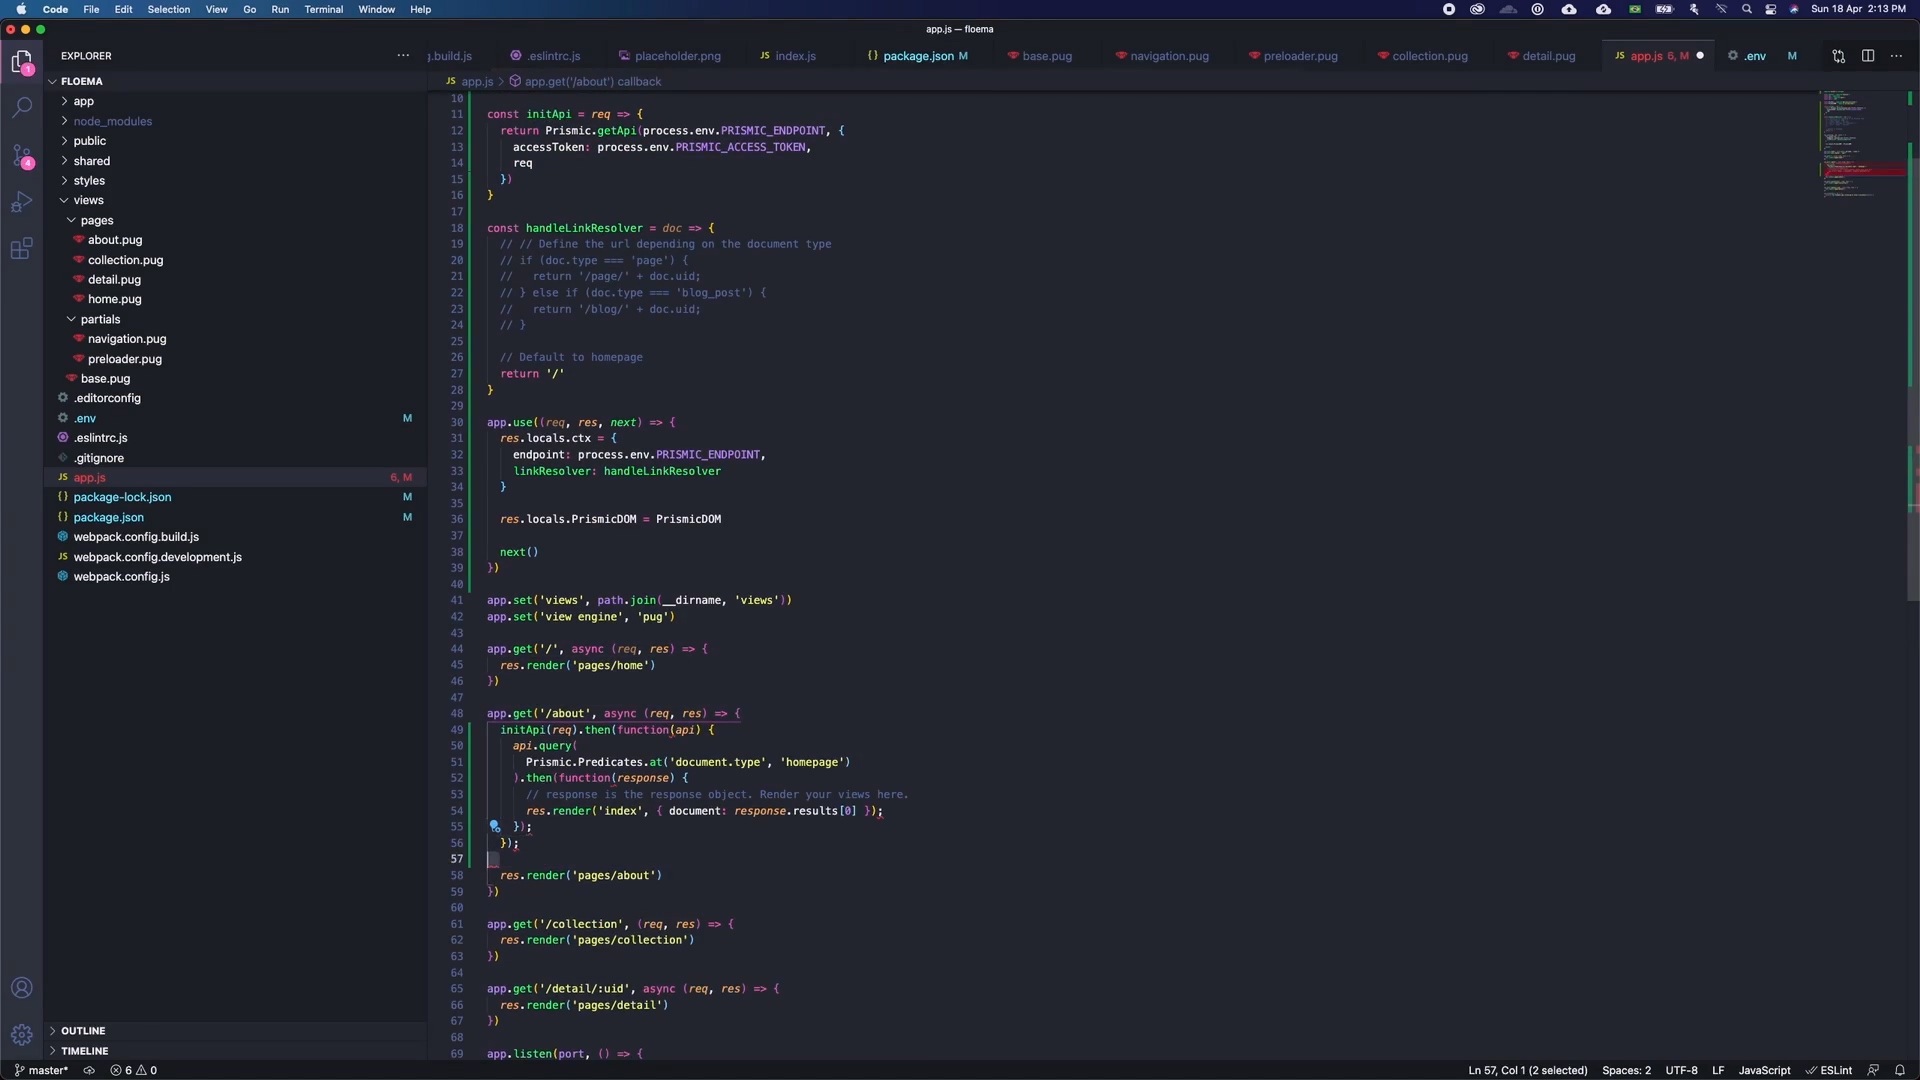 Code File Edit Selection View Go Run Terminal Window Help Sun 18 Apr 2:13 PM
app.js — floema
EXPLORER
g.build.js .eslintrc.js placeholder.png JS index.js {} package.json M base.pug navigation.pug preloader.pug collection.pug detail.pug JS app.js 6, M .env M
FLOEMA
JS app.js > app.get('/about') callback
app
node_modules
public
shared
styles
views
pages
about.pug
collection.pug
detail.pug
home.pug
partials
navigation.pug
preloader.pug
base.pug
.editorconfig
.env M
.eslintrc.js
.gitignore
JS app.js 6, M
{} package-lock.json M
{} package.json M
webpack.config.build.js
JS webpack.config.development.js
webpack.config.js
OUTLINE
TIMELINE
1
4
10
11 const initApi = req => {
12 return Prismic.getApi(process.env.PRISMIC_ENDPOINT, {
13 accessToken: process.env.PRISMIC_ACCESS_TOKEN,
14 req
15 })
16 }
17
18 const handleLinkResolver = doc => {
19 // // Define the url depending on the document type
20 // if (doc.type === 'page') {
21 //   return '/page/' + doc.uid;
22 // } else if (doc.type === 'blog_post') {
23 //   return '/blog/' + doc.uid;
24 // }
25
26 // Default to homepage
27 return '/'
28 }
29
30 app.use((req, res, next) => {
31 res.locals.ctx = {
32 endpoint: process.env.PRISMIC_ENDPOINT,
33 linkResolver: handleLinkResolver
34 }
35
36 res.locals.PrismicDOM = PrismicDOM
37
38 next()
39 })
40
41 app.set('views', path.join(__dirname, 'views'))
42 app.set('view engine', 'pug')
43
44 app.get('/', async (req, res) => {
45 res.render('pages/home')
46 })
47
48 app.get('/about', async (req, res) => {
49 initApi(req).then(function(api) {
50 api.query(
51 Prismic.Predicates.at('document.type', 'homepage')
52 ).then(function(response) {
53 // response is the response object. Render your views here.
54 res.render('index', { document: response.results[0] });
55 });
56 });
57
58 res.render('pages/about')
59 })
60
61 app.get('/collection', (req, res) => {
62 res.render('pages/collection')
63 })
64
65 app.get('/detail/:uid', async (req, res) => {
66 res.render('pages/detail')
67 })
68
69 app.listen(port, () => {
master* 6 0 Ln 57, Col 1 (2 selected) Spaces: 2 UTF-8 LF JavaScript ESLint